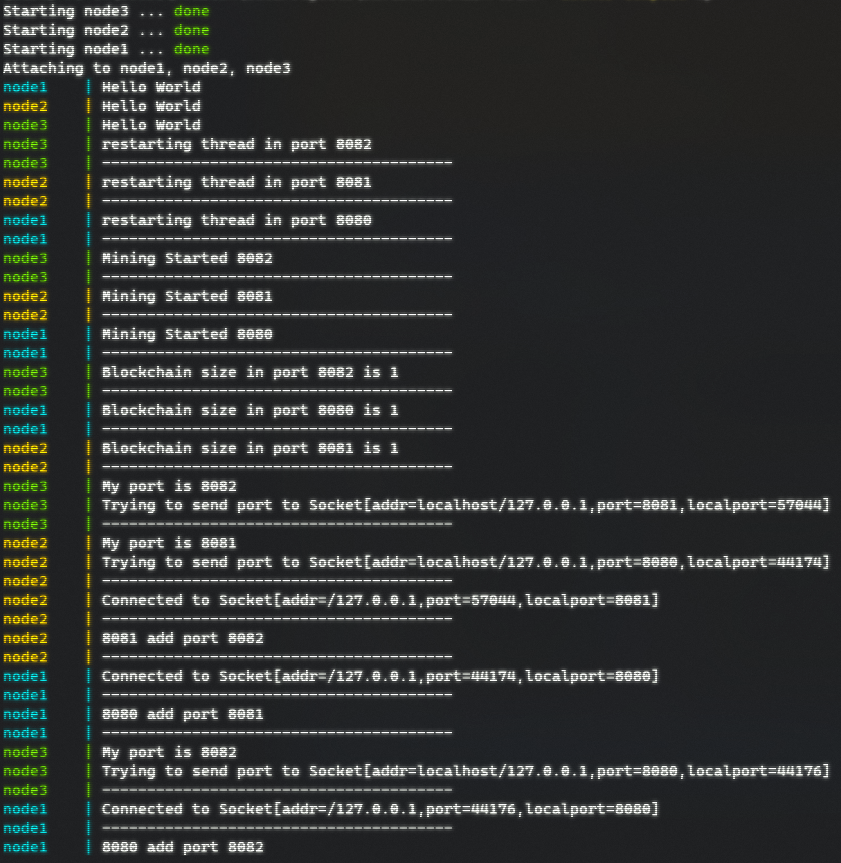 Starting node3 ... done
Starting node2 ... done
Starting node1 ... done
Attaching to node1, node2, node3
node1    | Hello World
node2    | Hello World
node3    | Hello World
node3    | restarting thread in port 8082
node3    | ---------------------------------------
node2    | restarting thread in port 8081
node2    | ---------------------------------------
node1    | restarting thread in port 8080
node1    | ---------------------------------------
node3    | Mining Started 8082
node3    | ---------------------------------------
node2    | Mining Started 8081
node2    | ---------------------------------------
node1    | Mining Started 8080
node1    | ---------------------------------------
node3    | Blockchain size in port 8082 is 1
node3    | ---------------------------------------
node1    | Blockchain size in port 8080 is 1
node1    | ---------------------------------------
node2    | Blockchain size in port 8081 is 1
node2    | ---------------------------------------
node3    | My port is 8082
node3    | Trying to send port to Socket[addr=localhost/127.0.0.1,port=8081,localport=57044]
node3    | ---------------------------------------
node2    | My port is 8081
node2    | Trying to send port to Socket[addr=localhost/127.0.0.1,port=8080,localport=44174]
node2    | ---------------------------------------
node2    | Connected to Socket[addr=/127.0.0.1,port=57044,localport=8081]
node2    | ---------------------------------------
node2    | 8081 add port 8082
node2    | ---------------------------------------
node1    | Connected to Socket[addr=/127.0.0.1,port=44174,localport=8080]
node1    | ---------------------------------------
node1    | 8080 add port 8081
node1    | ---------------------------------------
node3    | My port is 8082
node3    | Trying to send port to Socket[addr=localhost/127.0.0.1,port=8080,localport=44176]
node3    | ---------------------------------------
node1    | Connected to Socket[addr=/127.0.0.1,port=44176,localport=8080]
node1    | ---------------------------------------
node1    | 8080 add port 8082